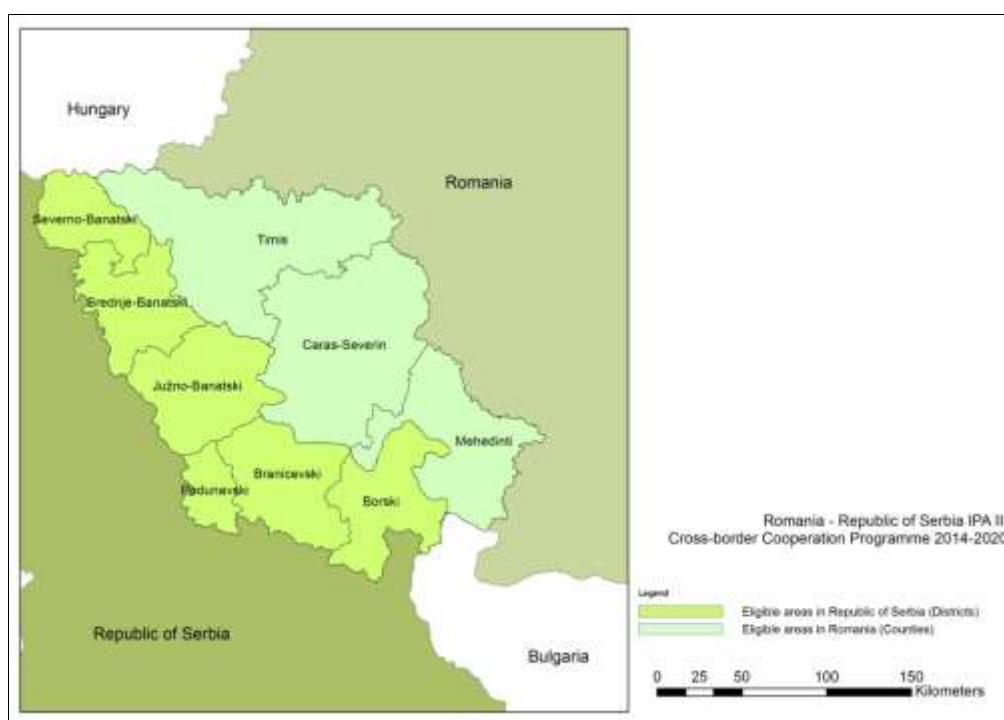 Hungary
Romania
Severno-Banatski
Timis
Srednje-Banatski
Caras-Severin
Južno-Banatski
Mehedinti
Branicevski
Podunavski
Borski
Romania - Republic of Serbia IPA II
Cross-border Cooperation Programme 2014-2020
Legend
Eligible areas in Republic of Serbia (Districts)
Eligible areas in Romania (Counties)
Republic of Serbia
Bulgaria
0 25 50 100 150
Kilometers